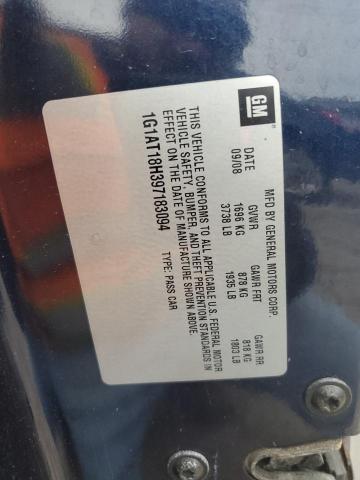 GM
MFD BY GENERAL MOTORS CORP.
DATE GVWR GAWR FRT GAWR RR
09/08 1696 KG 878 KG 818 KG
3738 LB 1935 LB 1803 LB
THIS VEHICLE CONFORMS TO ALL APPLICABLE U.S. FEDERAL MOTOR
VEHICLE SAFETY, BUMPER, AND THEFT PREVENTION STANDARDS IN
EFFECT ON THE DATE OF MANUFACTURE SHOWN ABOVE.
1G1AT18H397183094 TYPE: PASS CAR